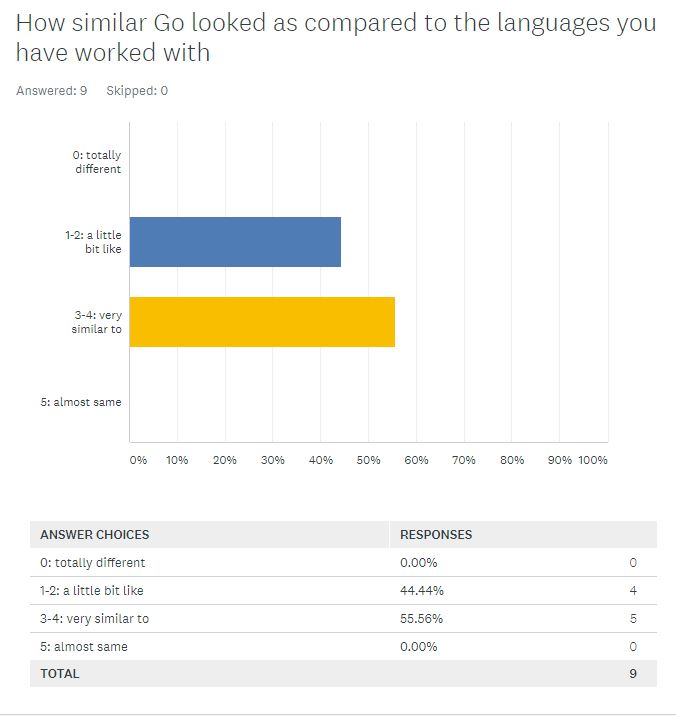 How similar Go looked as compared to the languages you
have worked with
Answered: 9 Skipped: 0
0: totally
different
1-2: a little
bit like
3-4: very
similar to
5: almost same
0% 10% 20% 30% 40% 50% 60% 70% 80% 90% 100%
ANSWER CHOICES RESPONSES
0: totally different 0.00% 0
1-2: a little bit like 44.44% 4
3-4: very similar to 55.56% 5
5: almost same 0.00% 0
TOTAL 9